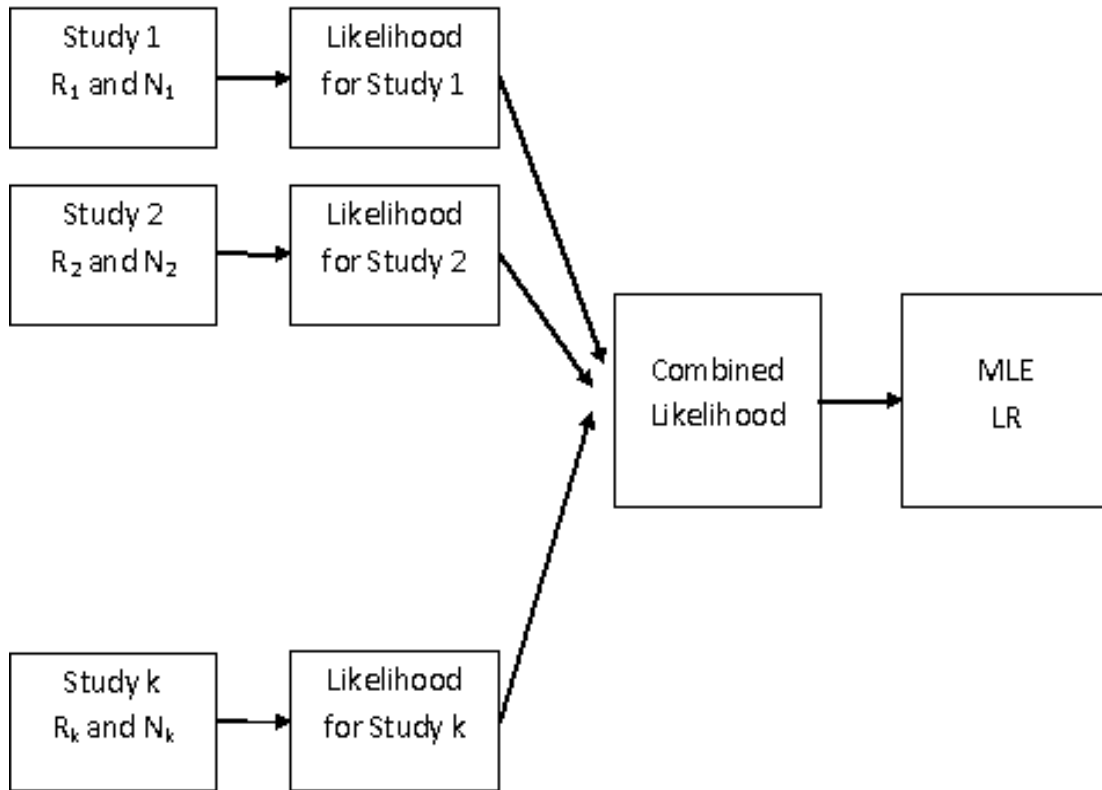 Study 1
R₁ and N₁
Likelihood
for Study 1
Study 2
R₂ and N₂
Likelihood
for Study 2
Combined
Likelihood
MLE
LR
Study k
Rₖ and Nₖ
Likelihood
for Study k